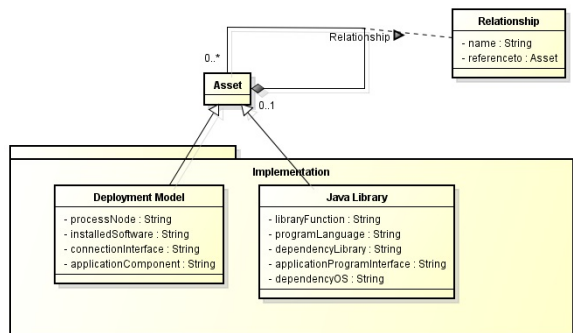 Relationship
- name : String
- referenceto : Asset
Relationship
0..*
Asset
0..1
Implementation
Deployment Model
- processNode : String
- installedSoftware : String
- connectionInterface : String
- applicationComponent : String
Java Library
- libraryFunction : String
- programLanguage : String
- dependencyLibrary : String
- applicationProgramInterface : String
- dependencyOS : String